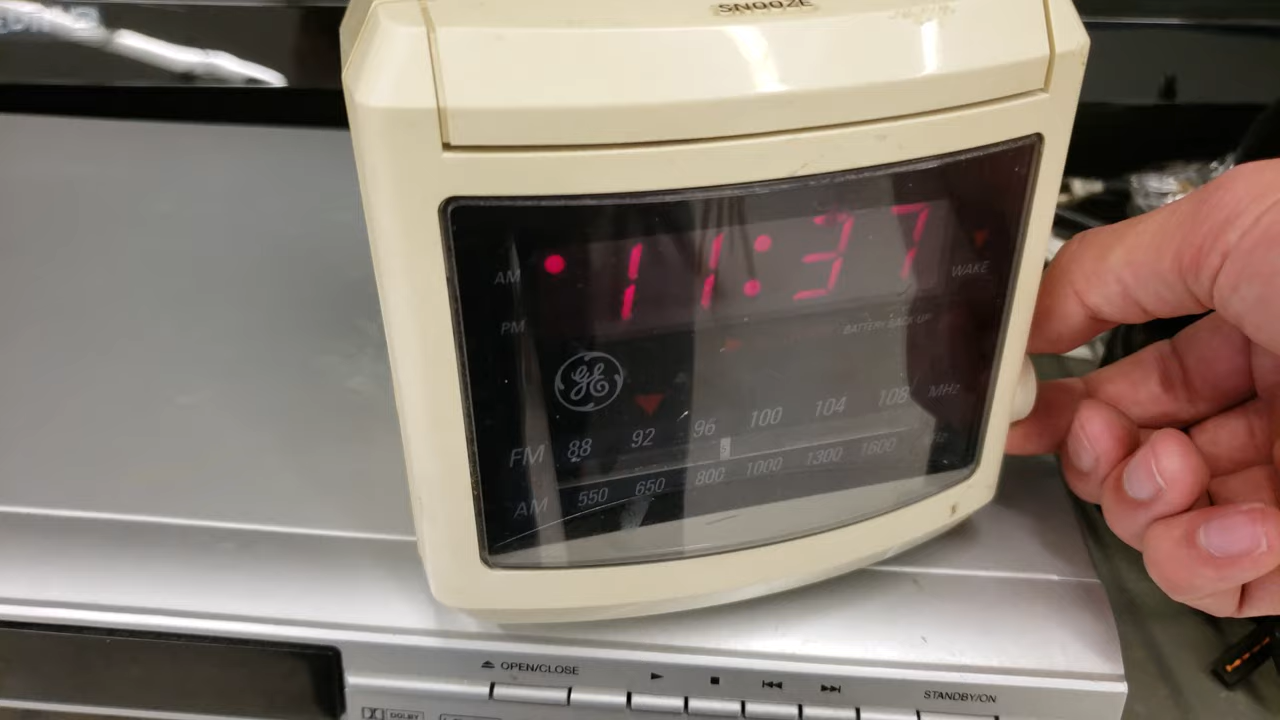 SNOOZE
AM
11:37
WAKE
PM
BATTERY BACK UP
GE
FM 88 92 96 100 104 108 MHz
AM 550 650 800 1000 1300 1600 kHz
OPEN/CLOSE
STANDBY/ON
DOLBY